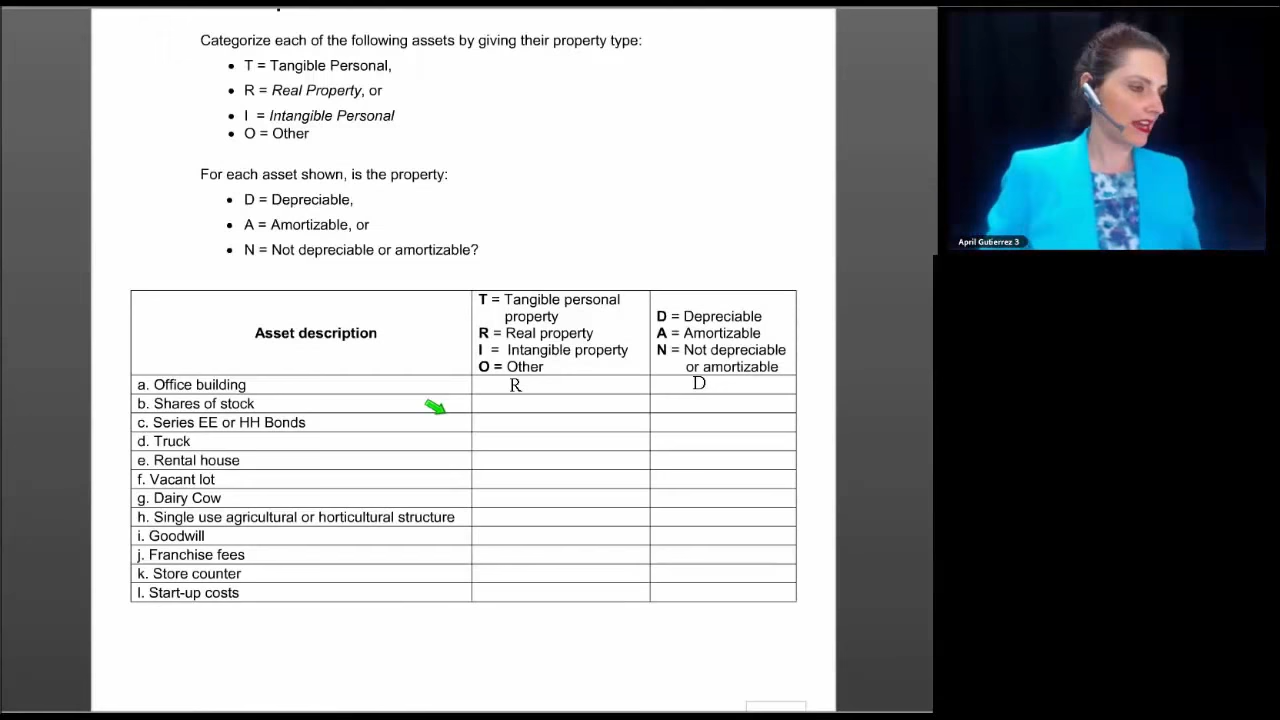 Categorize each of the following assets by giving their property type:
• T = Tangible Personal,
• R = Real Property, or
• I = Intangible Personal
• O = Other
For each asset shown, is the property:
• D = Depreciable,
• A = Amortizable, or
• N = Not depreciable or amortizable?
Asset description
T = Tangible personal
property
R = Real property
I = Intangible property
O = Other
D = Depreciable
A = Amortizable
N = Not depreciable
or amortizable
a. Office building R D
b. Shares of stock
c. Series EE or HH Bonds
d. Truck
e. Rental house
f. Vacant lot
g. Dairy Cow
h. Single use agricultural or horticultural structure
i. Goodwill
j. Franchise fees
k. Store counter
l. Start-up costs
April Gutierrez 3